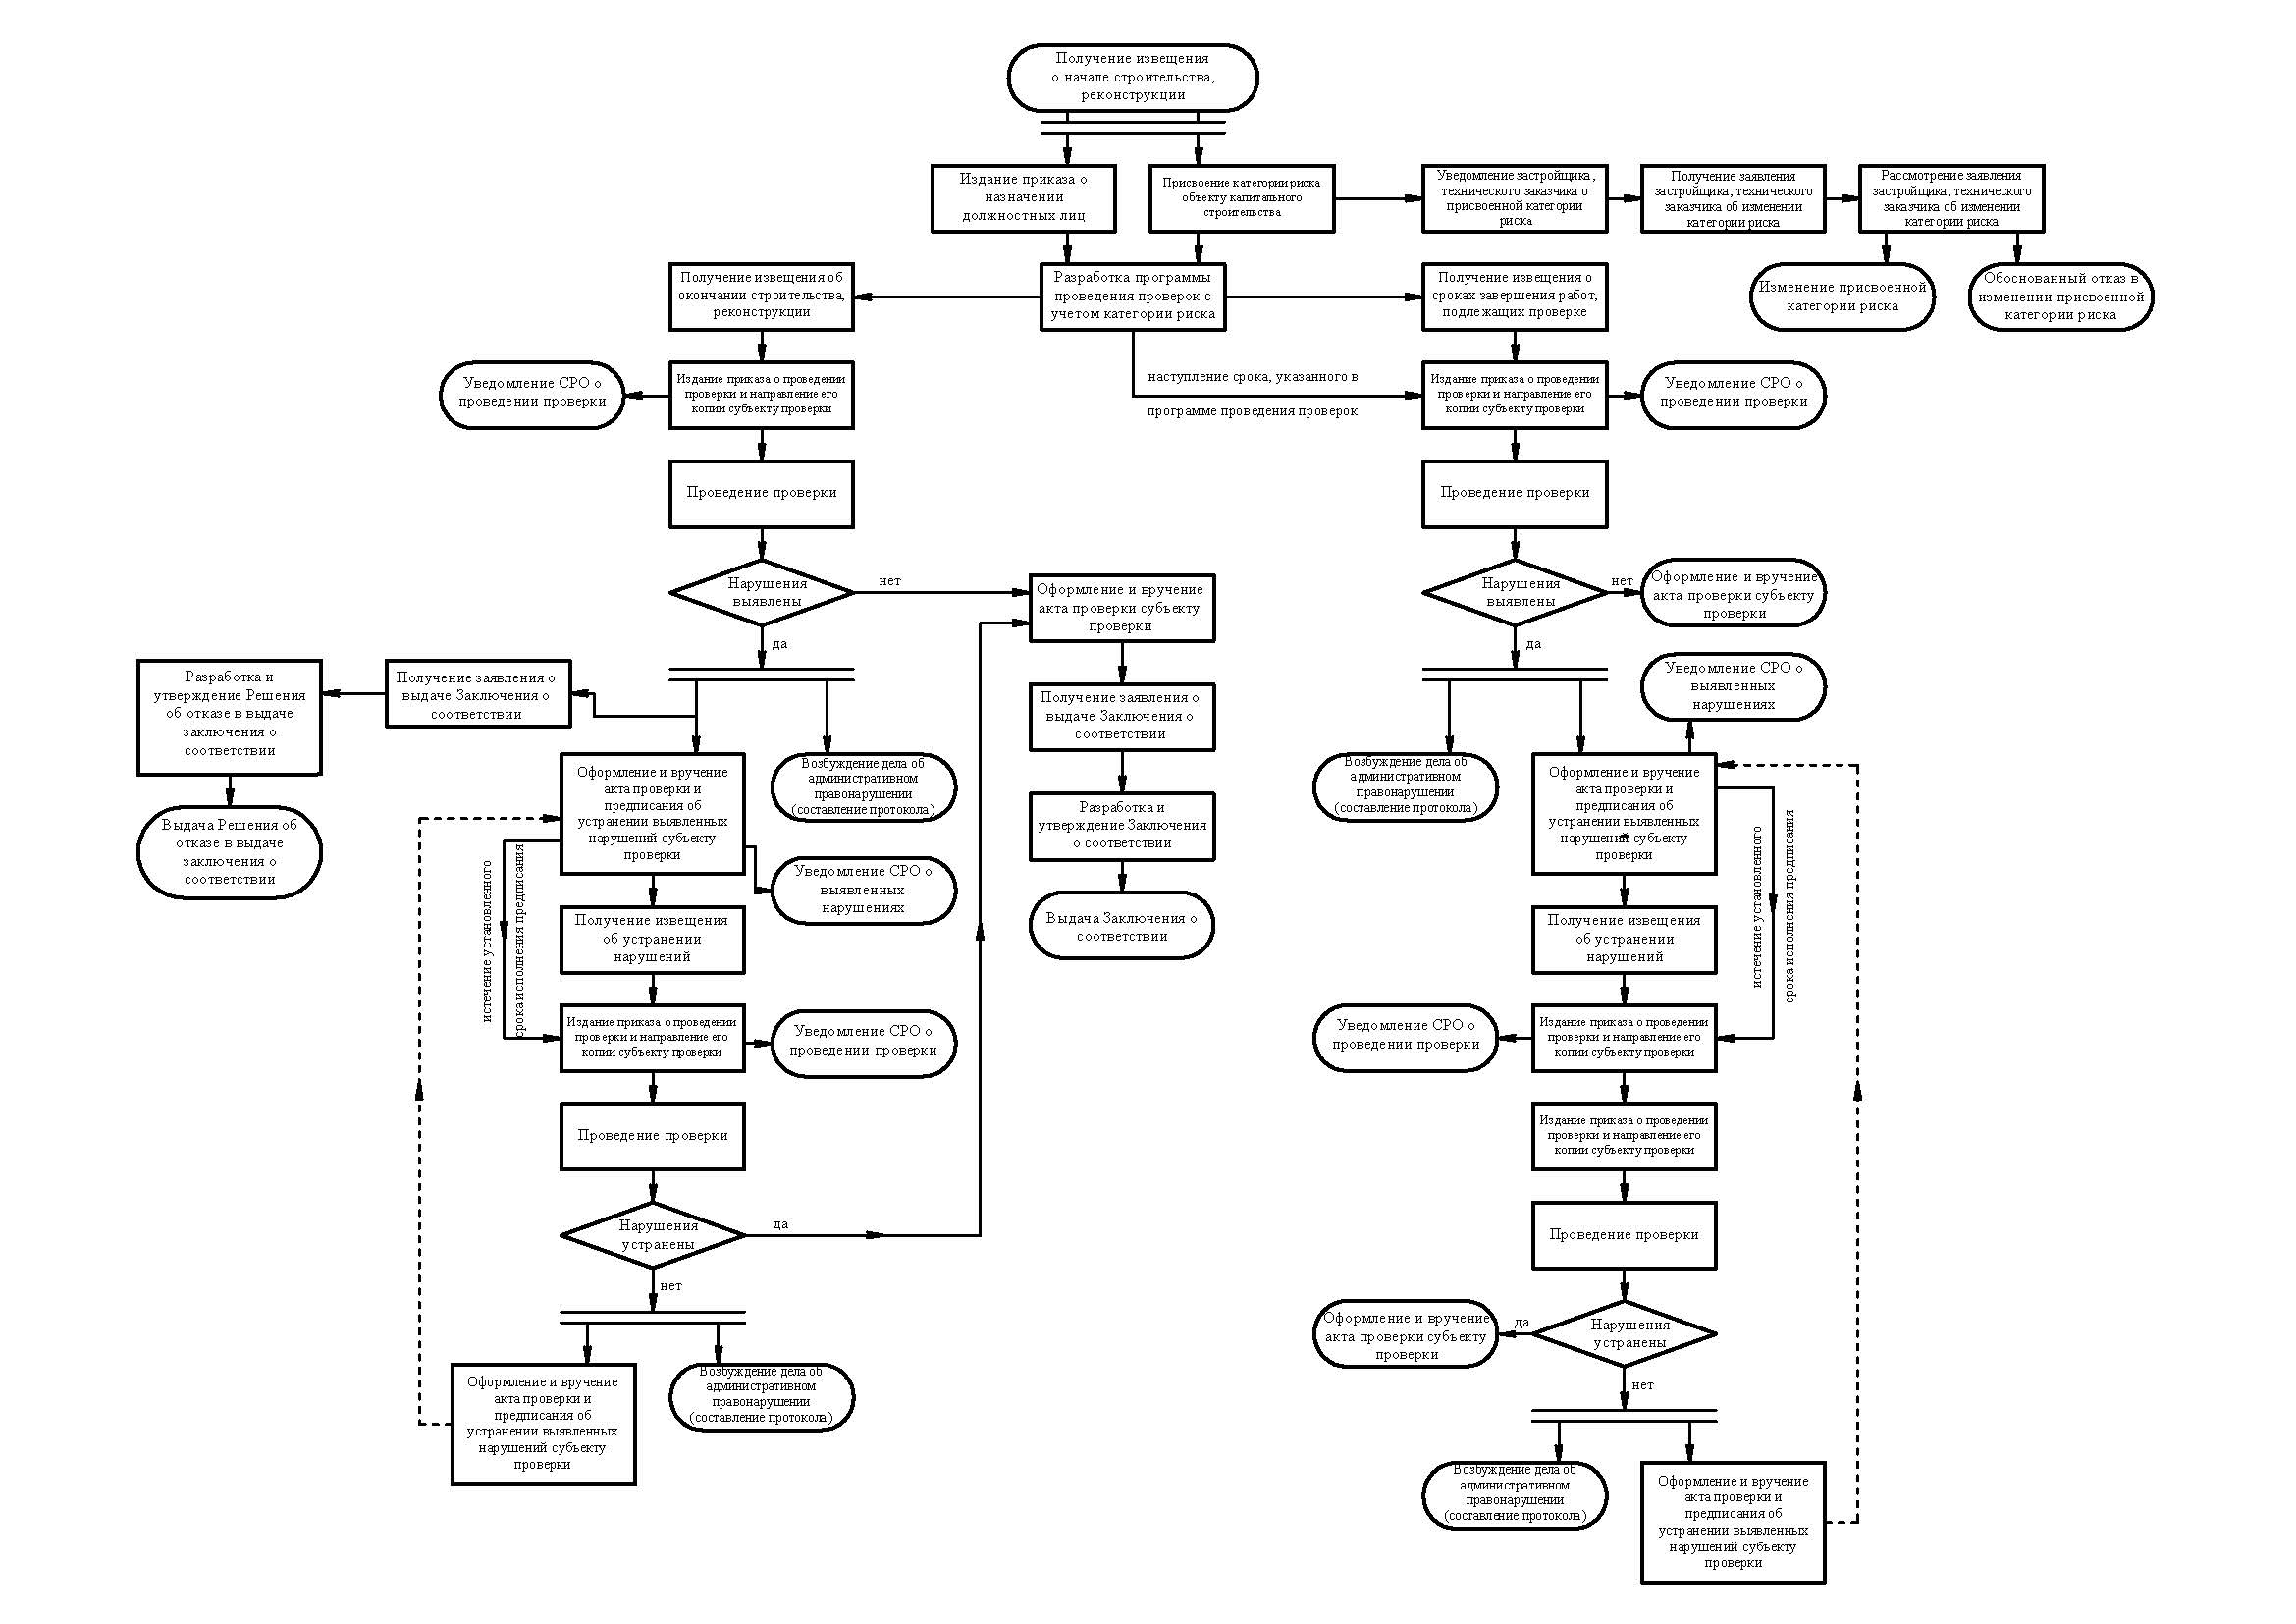 Получение извещения
о начале строительства,
реконструкции
Издание приказа о
назначении
должностных лиц
Присвоение категории риска
объекту капитального
строительства
Уведомление застройщика,
технического заказчика о
присвоенной категории
риска
Получение заявления
застройщика, технического
заказчика об изменении
категории риска
Рассмотрение заявления
застройщика, технического
заказчика об изменении
категории риска
Получение извещения об
окончании строительства,
реконструкции
Разработка программы
проведения проверок с
учетом категории риска
Получение извещения о
сроках завершения работ,
подлежащих проверке
Изменение присвоенной
категории риска
Обоснованный отказ в
изменении присвоенной
категории риска
Уведомление СРО о
проведении проверки
Издание приказа о проведении
проверки и направление его
копии субъекту проверки
наступление срока, указанного в
программе проведения проверок
Издание приказа о проведении
проверки и направление его
копии субъекту проверки
Уведомление СРО о
проведении проверки
Проведение проверки
Проведение проверки
Нарушения
выявлены
нет
да
Оформление и вручение
акта проверки субъекту
проверки
Нарушения
выявлены
нет
да
Оформление и вручение
акта проверки субъекту
проверки
Разработка и
утверждение Решения
об отказе в выдаче
заключения о
соответствии
Получение заявления о
выдаче Заключения о
соответствии
Получение заявления о
выдаче Заключения о
соответствии
Уведомление СРО о
выявленных
нарушениях
Выдача Решения об
отказе в выдаче
заключения о
соответствии
Оформление и вручение
акта проверки и
предписания об
устранении выявленных
нарушений субъекту
проверки
Возбуждение дела об
административном
правонарушении
(составление протокола)
Разработка и
утверждение Заключения
о соответствии
Возбуждение дела об
административном
правонарушении
(составление протокола)
Оформление и вручение
акта проверки и
предписания об
устранении выявленных
нарушений субъекту
проверки
истечение установленного
срока исполнения предписания
Уведомление СРО о
выявленных
нарушениях
Выдача Заключения о
соответствии
истечение установленного
срока исполнения предписания
Получение извещения
об устранении
нарушений
Получение извещения
об устранении
нарушений
Издание приказа о проведении
проверки и направление его
копии субъекту проверки
Уведомление СРО о
проведении проверки
Уведомление СРО о
проведении проверки
Издание приказа о проведении
проверки и направление его
копии субъекту проверки
Проведение проверки
Издание приказа о проведении
проверки и направление его
копии субъекту проверки
Нарушения
устранены
да
нет
Проведение проверки
Оформление и вручение
акта проверки субъекту
проверки
да
Нарушения
устранены
нет
Оформление и вручение
акта проверки и
предписания об
устранении выявленных
нарушений субъекту
проверки
Возбуждение дела об
административном
правонарушении
(составление протокола)
Возбуждение дела об
административном
правонарушении
(составление протокола)
Оформление и вручение
акта проверки и
предписания об
устранении выявленных
нарушений субъекту
проверки